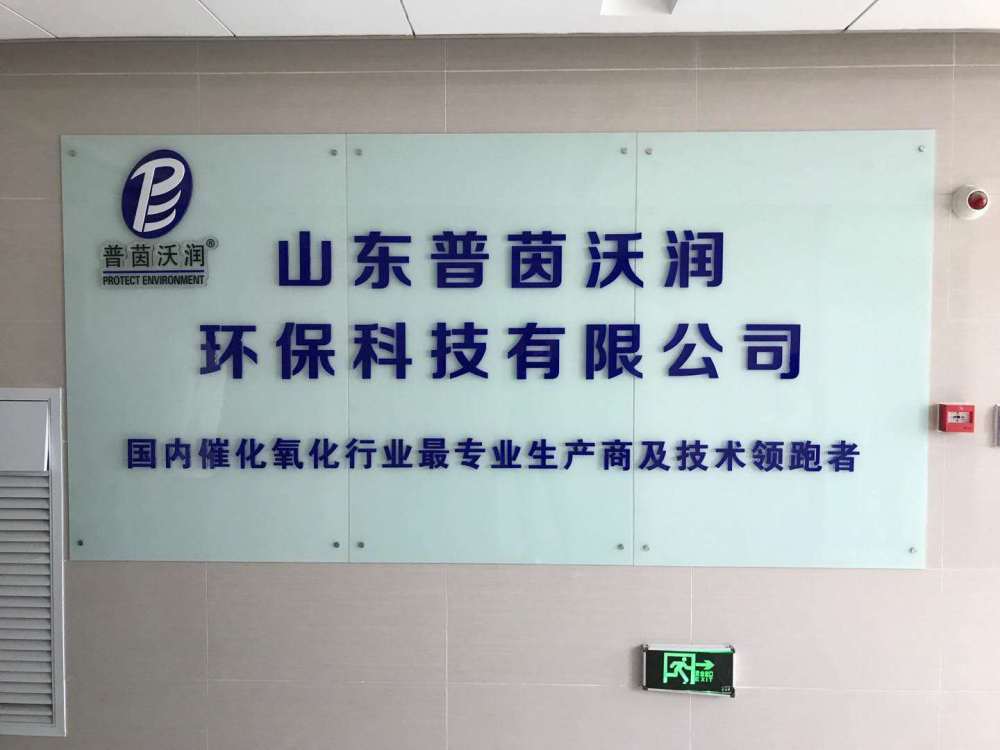 普茵沃润®
PROTECT ENVIRONMENT
山东普茵沃润
环保科技有限公司
国内催化氧化行业最专业生产商及技术领跑者
EXIT